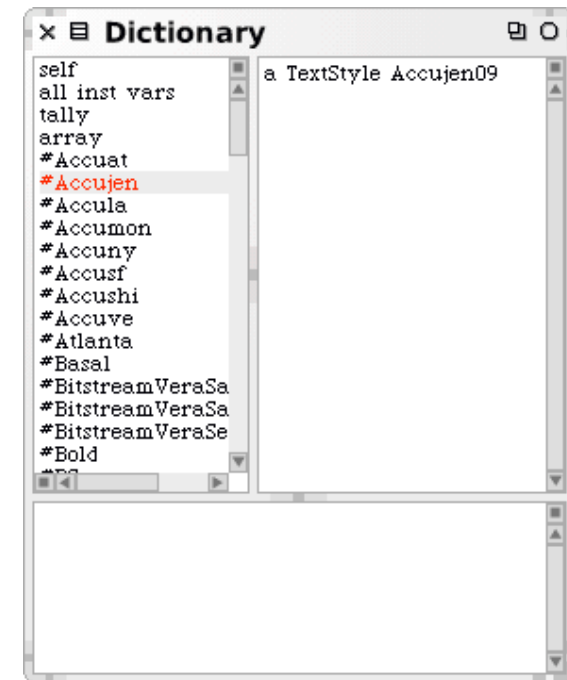 Dictionary
self
all inst vars
tally
array
#Accuat
#Accujen
#Accula
#Accumon
#Accuny
#Accusf
#Accushi
#Accuve
#Atlanta
#Basal
#BitstreamVeraSa
#BitstreamVeraSa
#BitstreamVeraSe
#Bold
a TextStyle Accujen09